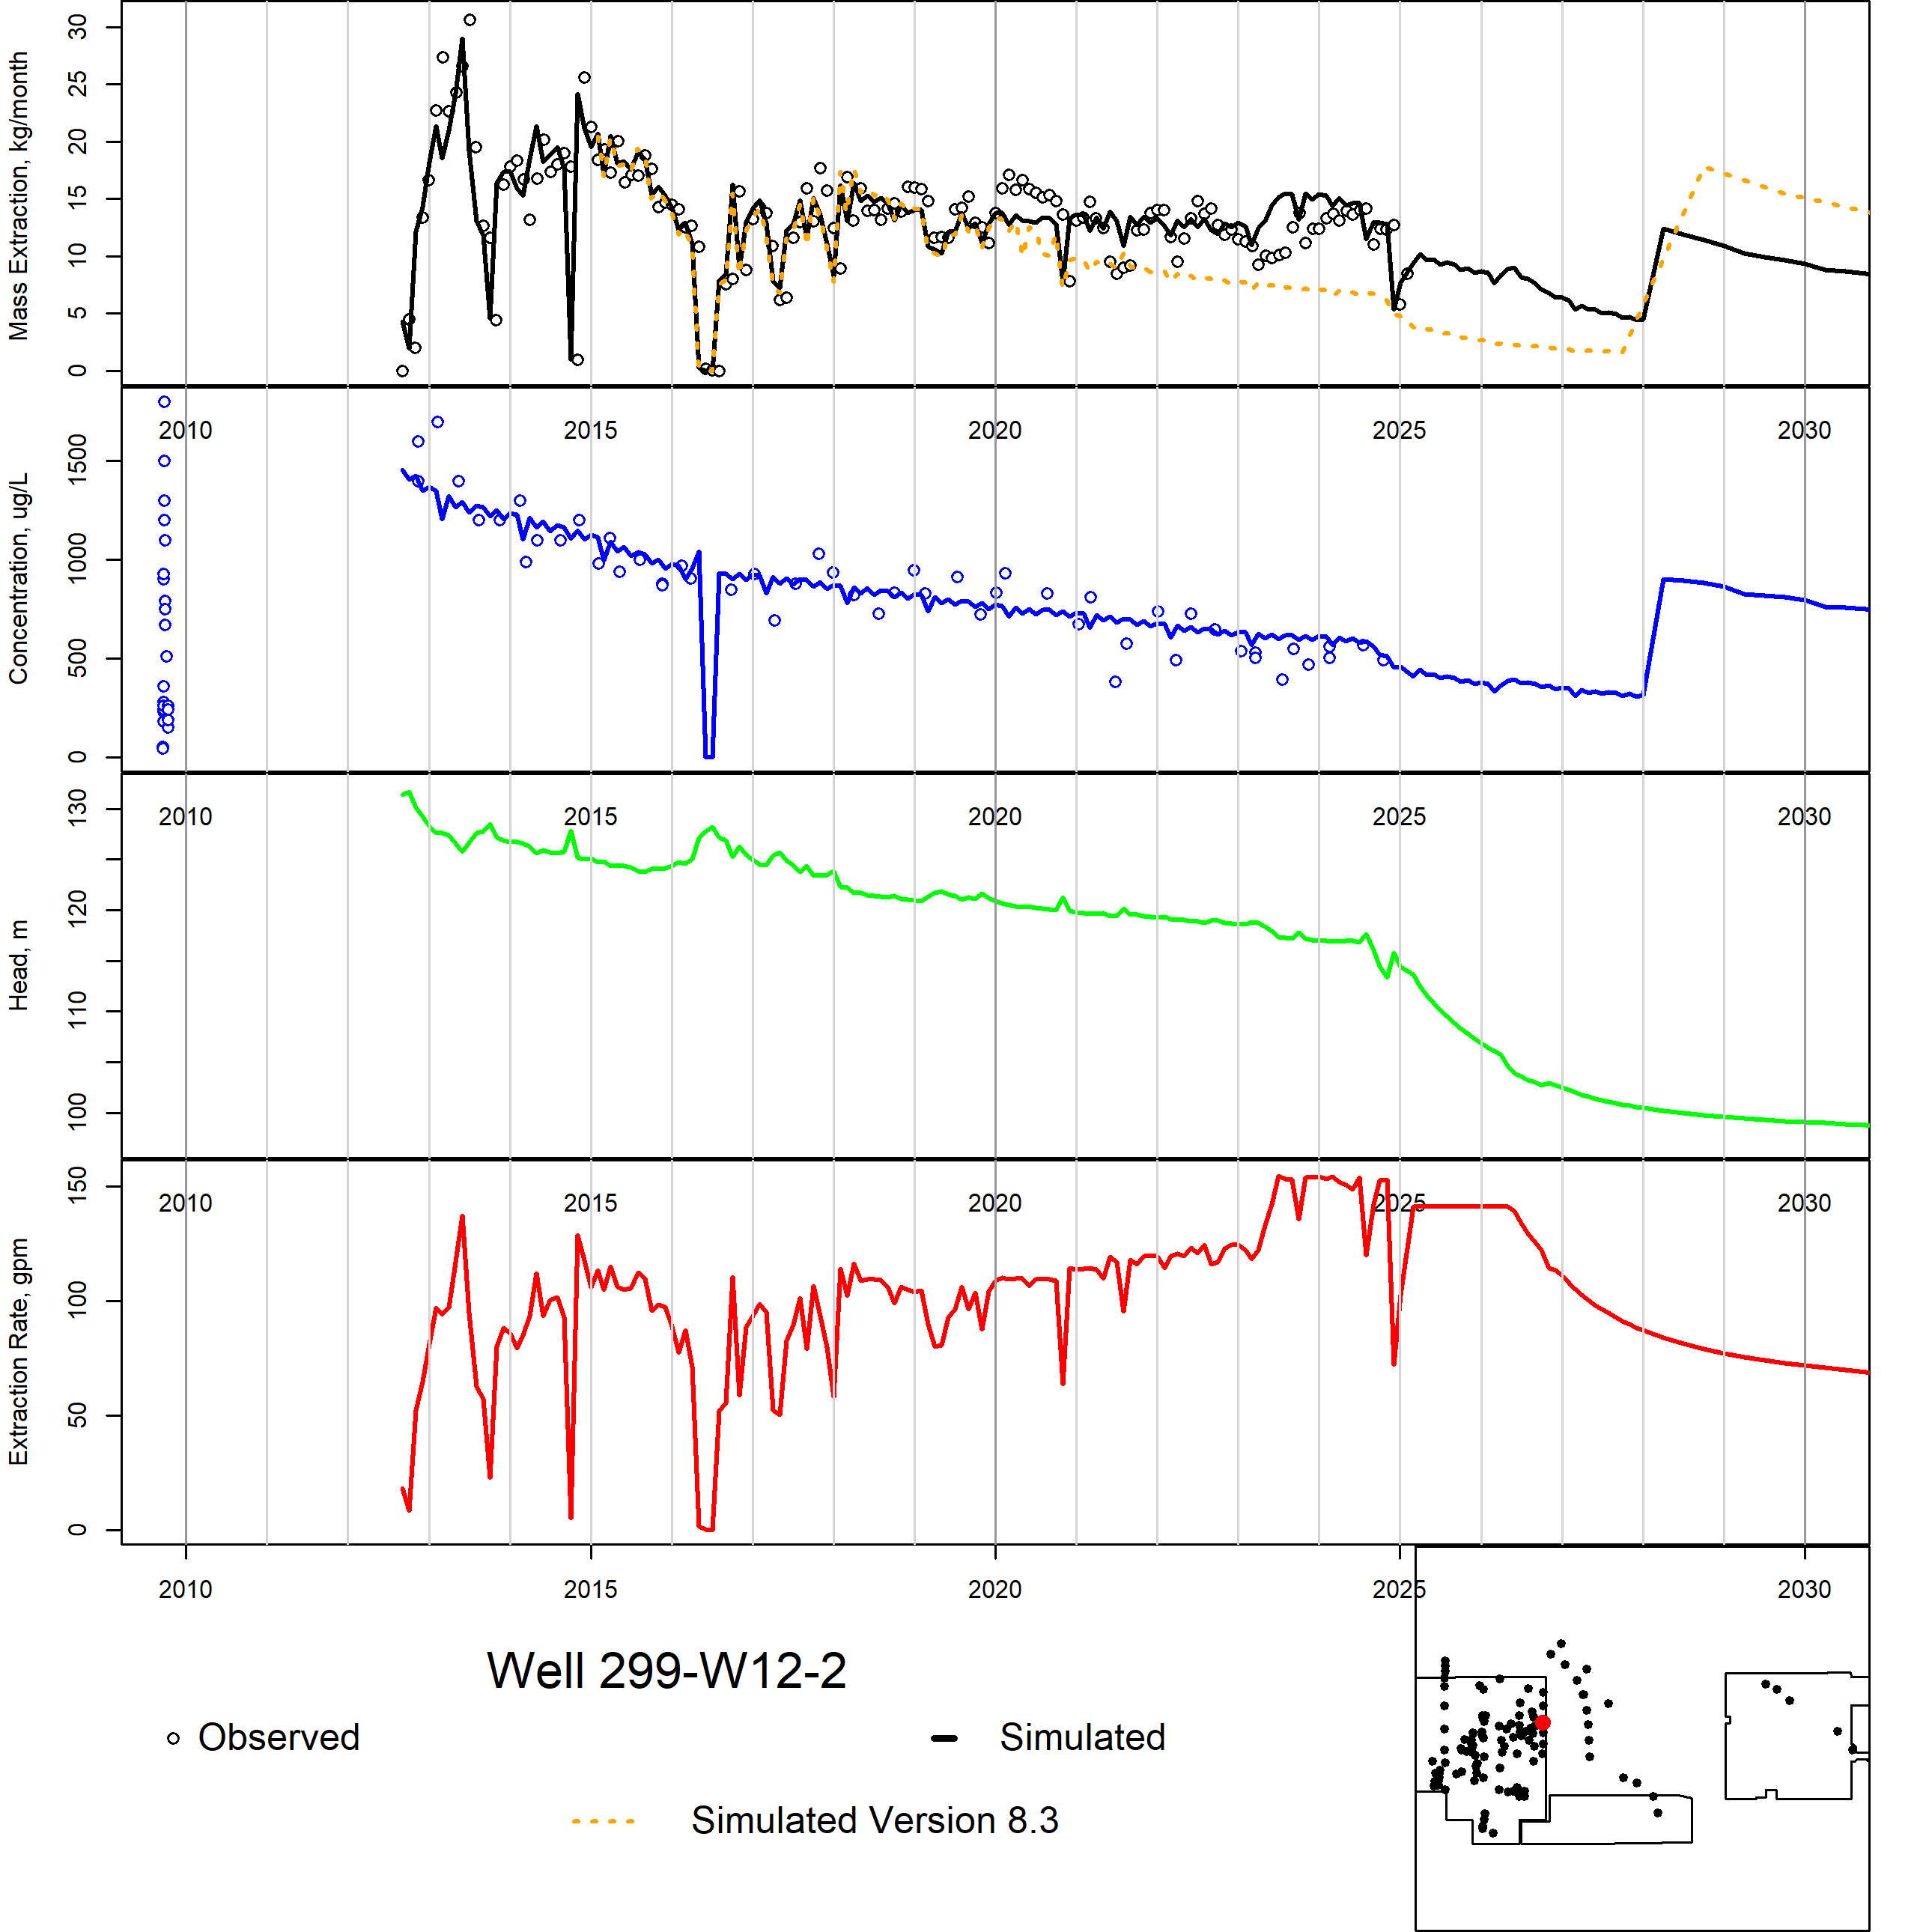 Mass Extraction, kg/month
30
25
20
15
10
5
0
2010 2015 2020 2025 2030
Concentration, ug/L
1500
1000
500
0
2010 2015 2020 2025 2030
Head, m
130
120
110
100
2010 2015 2020 2025 2030
Extraction Rate, gpm
150
100
50
0
2010 2015 2020 2025 2030
Well 299-W12-2
Observed Simulated
Simulated Version 8.3